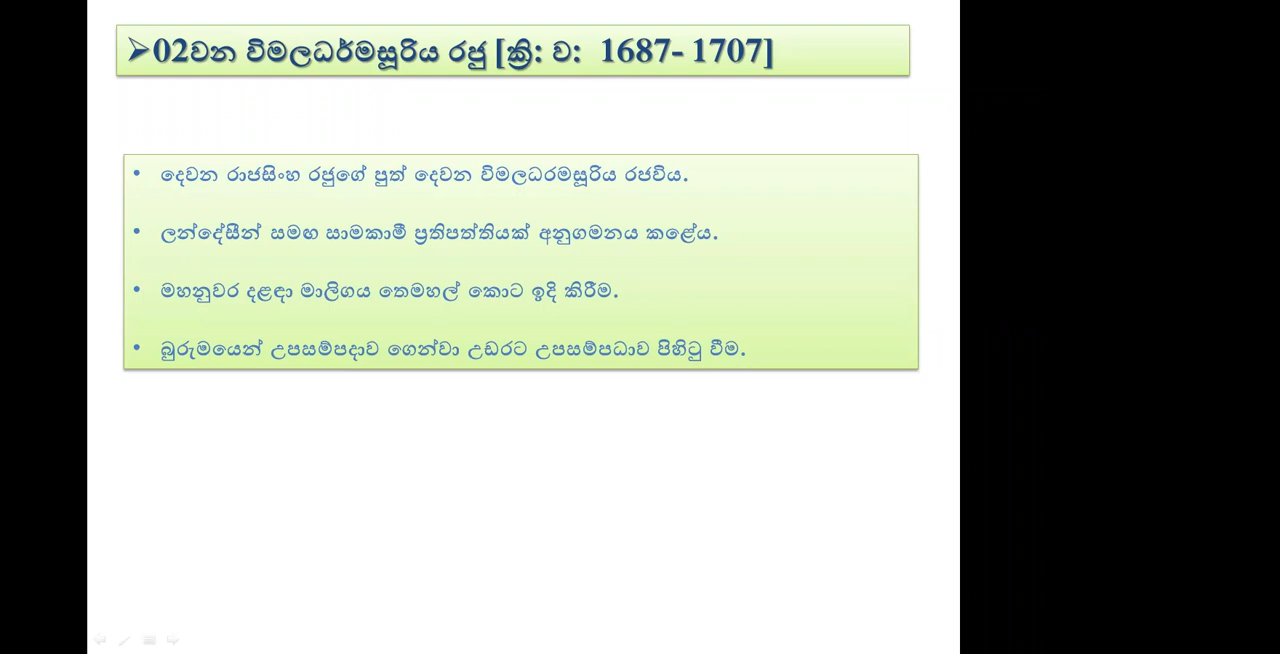 ➢02වන විමලධර්මසූරිය රජු [ක්‍රි: ව: 1687- 1707]
• දෙවන රාජසිංහ රජුගේ පුත් දෙවන විමලධරමසූරිය රජවිය.
• ලන්දේසීන් සමඟ සාමකාමී ප්‍රතිපත්තියක් අනුගමනය කළේය.
• මහනුවර දළඳා මාලිගය තෙමහල් කොට ඉදි කිරීම.
• බුරුමයෙන් උපසම්පදාව ගෙන්වා උඩරට උපසම්පධාව පිහිටු වීම.